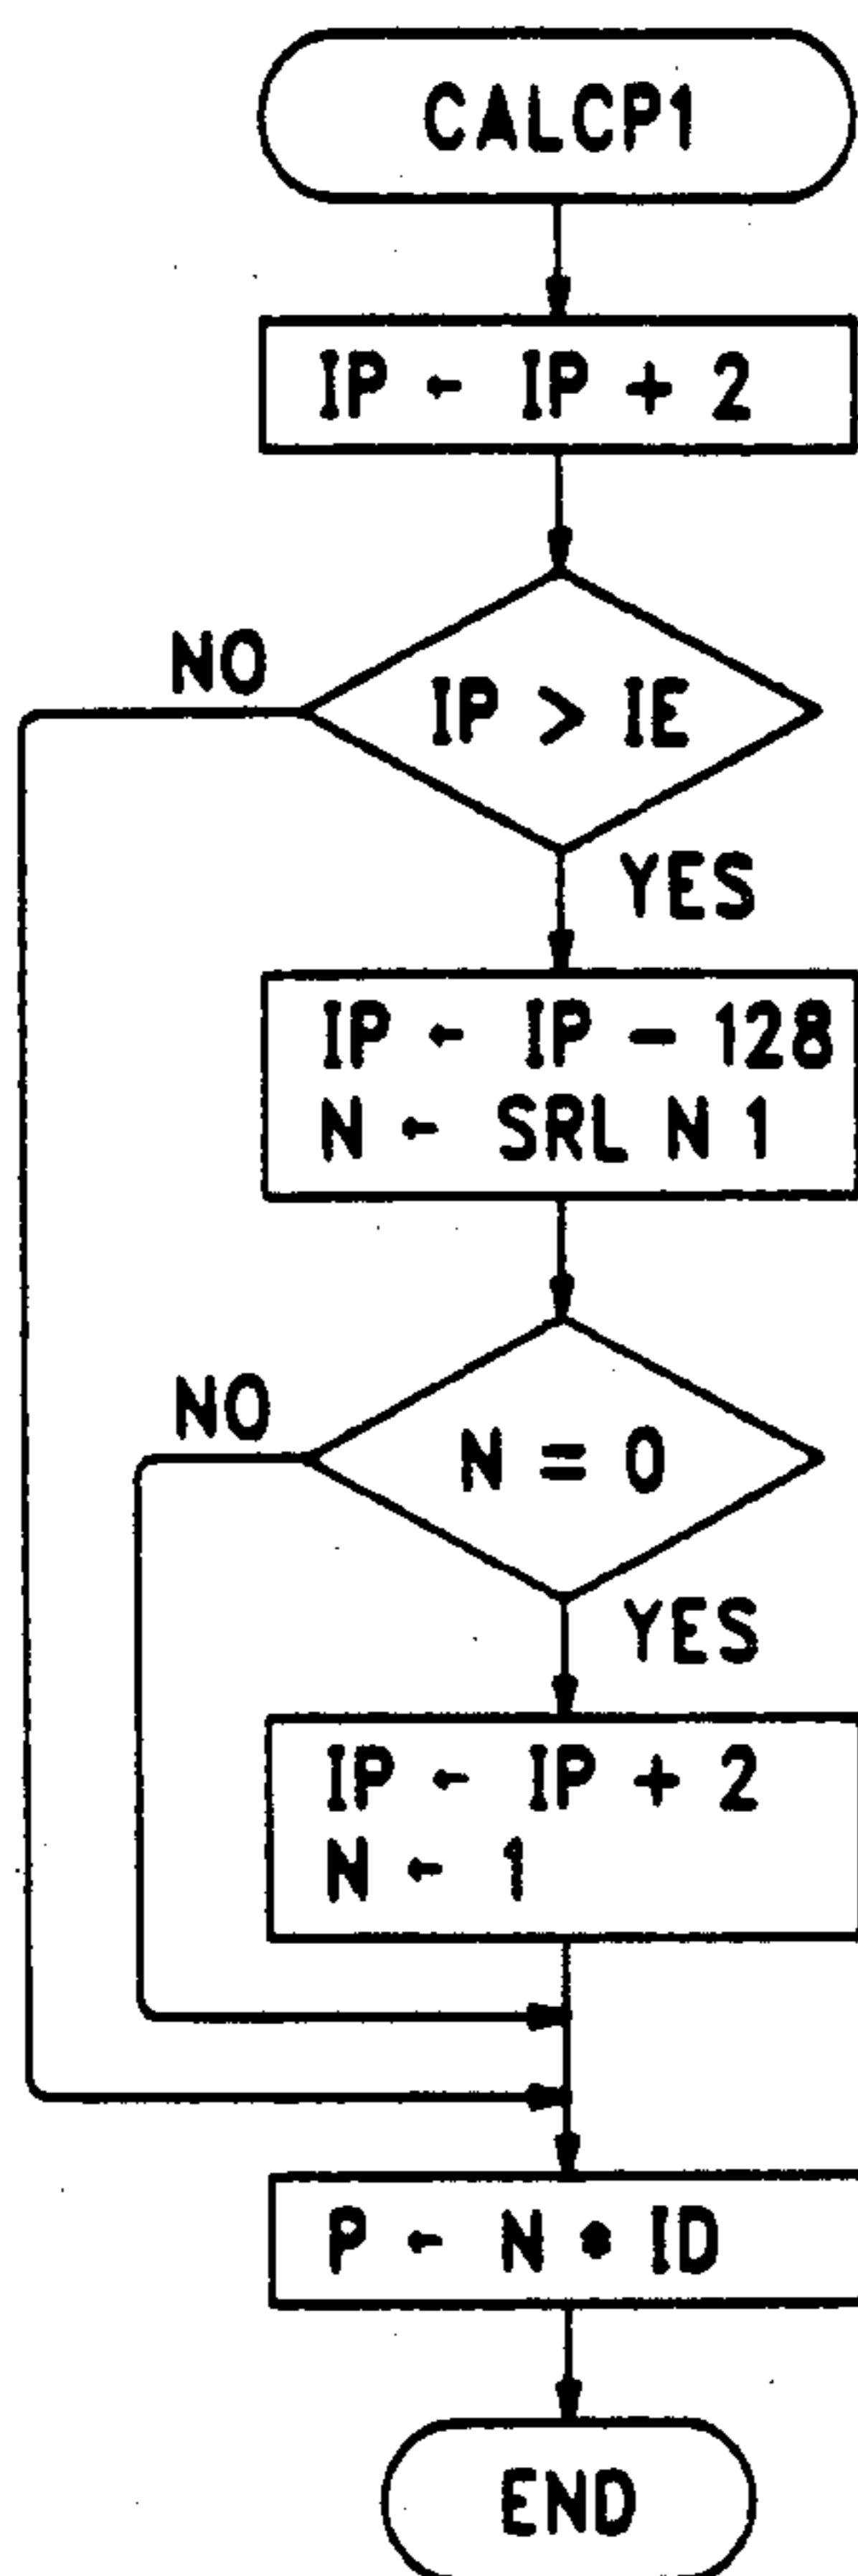 CALCP1
IP ← IP + 2
NO
IP > IE
YES
IP ← IP - 128
N ← SRL N 1
NO
N = 0
YES
IP ← IP + 2
N ← 1
P ← N * ID
END